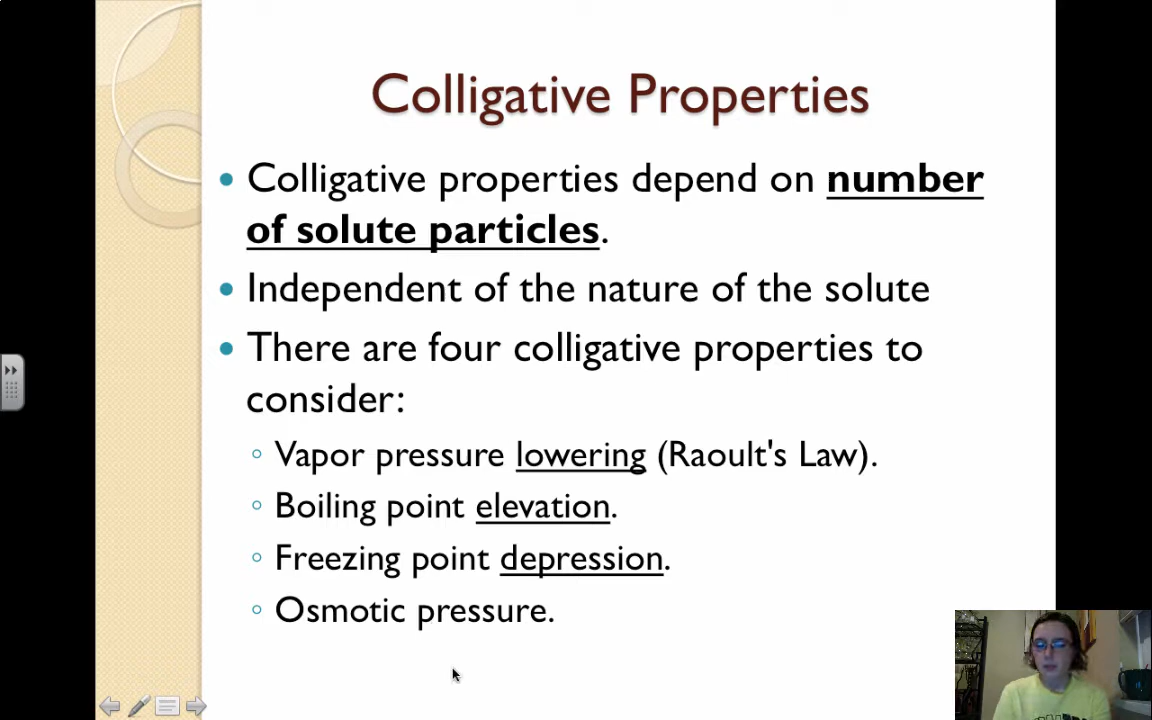 Colligative Properties
• Colligative properties depend on number
of solute particles.
• Independent of the nature of the solute
• There are four colligative properties to
consider:
◦ Vapor pressure lowering (Raoult's Law).
◦ Boiling point elevation.
◦ Freezing point depression.
◦ Osmotic pressure.